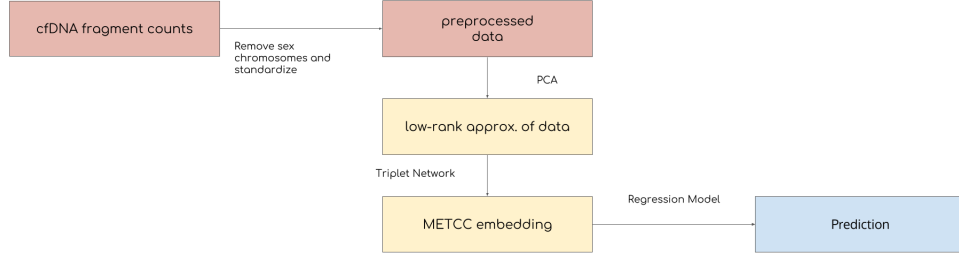 cfDNA fragment counts
Remove sex
chromosomes and
standardize
preprocessed
data
PCA
low-rank approx. of data
Triplet Network
METCC embedding
Regression Model
Prediction